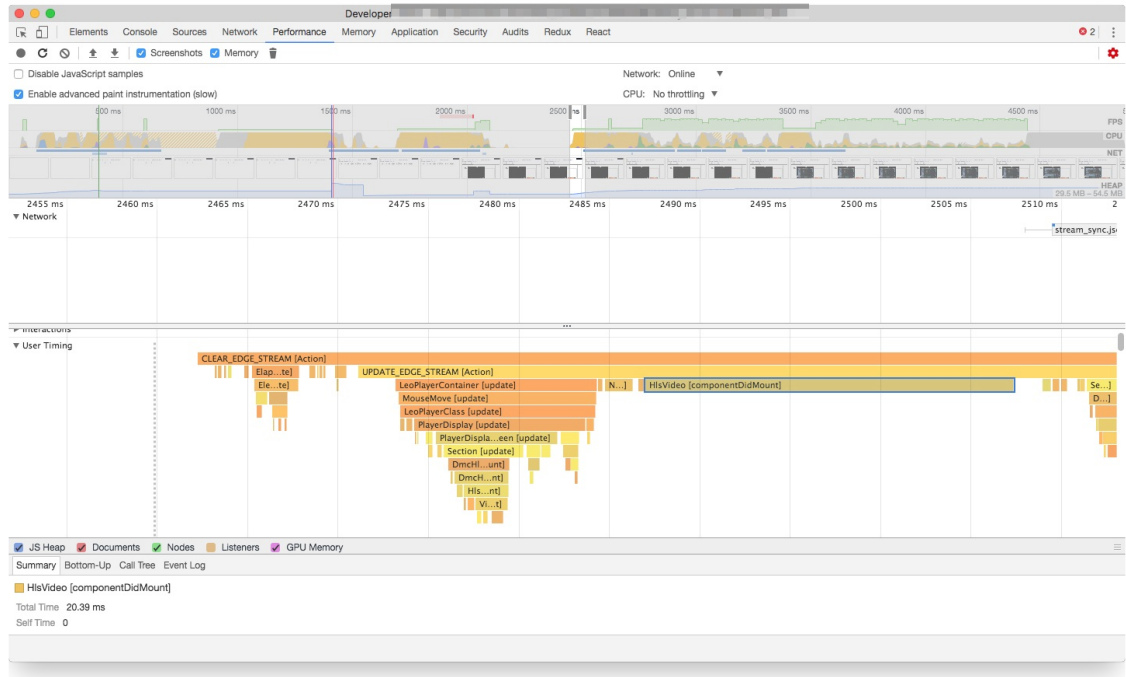 Developer
Elements Console Sources Network Performance Memory Application Security Audits Redux React 2
Screenshots Memory
Disable JavaScript samples Network: Online
Enable advanced paint instrumentation (slow) CPU: No throttling
500 ms 1000 ms 1500 ms 2000 ms 2500 ms 3000 ms 3500 ms 4000 ms 4500 ms
FPS
CPU
NET
HEAP
29.5 MB – 54.5 MB
2455 ms 2460 ms 2465 ms 2470 ms 2475 ms 2480 ms 2485 ms 2490 ms 2495 ms 2500 ms 2505 ms 2510 ms 2
Network
stream_sync.js
Interactions
User Timing
CLEAR_EDGE_STREAM [Action]
Elap...te] UPDATE_EDGE_STREAM [Action]
Ele...te] LeoPlayerContainer [update] N...] HlsVideo [componentDidMount] Se...]
MouseMove [update] D...]
LeoPlayerClass [update]
PlayerDisplay [update]
PlayerDispla...een [update]
Section [update]
DmcHl...unt]
DmcH...nt]
Hls...nt]
Vi...t]
JS Heap Documents Nodes Listeners GPU Memory
Summary Bottom-Up Call Tree Event Log
HlsVideo [componentDidMount]
Total Time 20.39 ms
Self Time 0